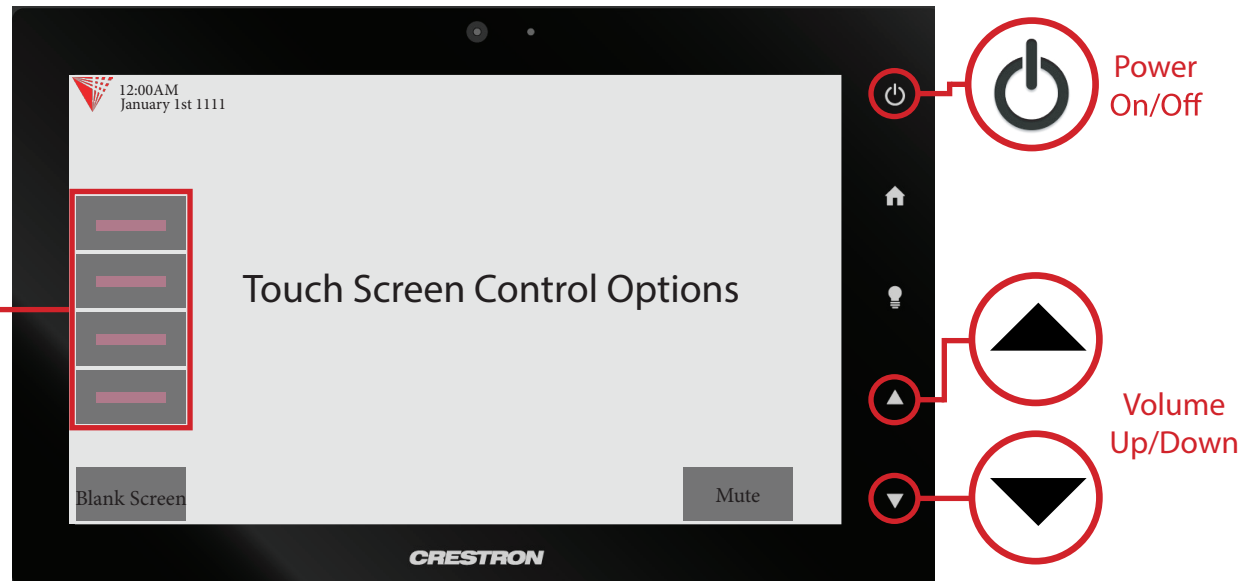 12:00AM
January 1st 1111
Power
On/Off
Touch Screen Control Options
Volume
Up/Down
Blank Screen
Mute
CRESTRON